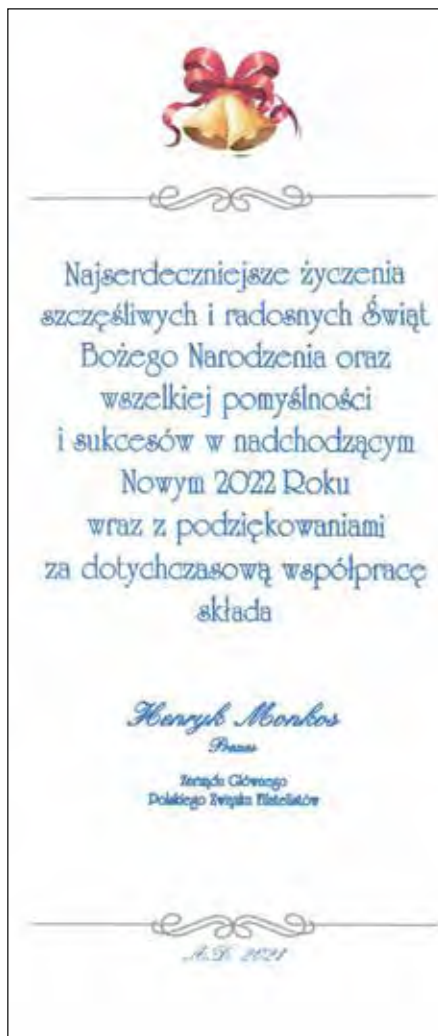 Najserdeczniejsze życzenia
szczęśliwych i radosnych Świąt
Bożego Narodzenia oraz
wszelkiej pomyślności
i sukcesów w nadchodzącym
Nowym 2022 Roku
wraz z podziękowaniami
za dotychczasową współpracę
składa
Henryk Monkos
Prezes
Zarządu Głównego
Polskiego Związku Filatelistów
A.D. 2021